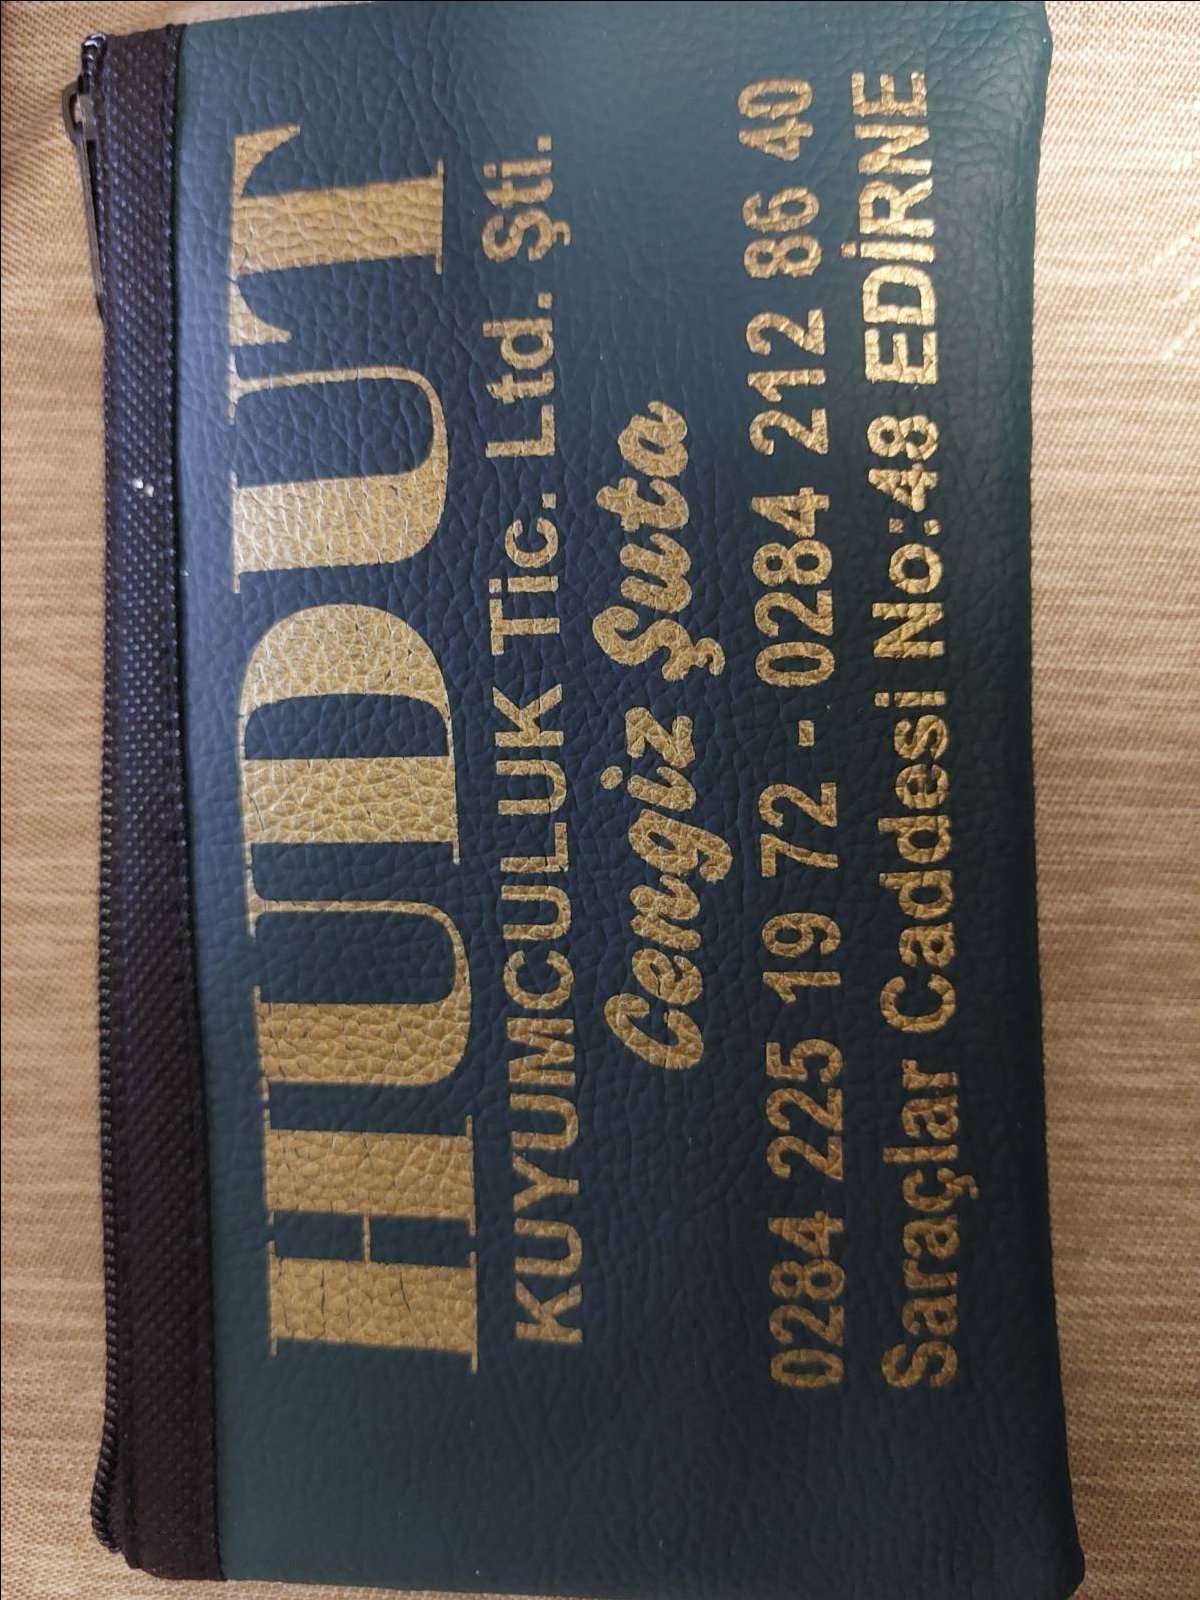 HUDUT
KUYUMCULUK Tic. Ltd. Şti.
Cengiz Şuta
0284 225 19 72 - 0284 212 86 40
Saraçlar Caddesi No:48 EDİRNE